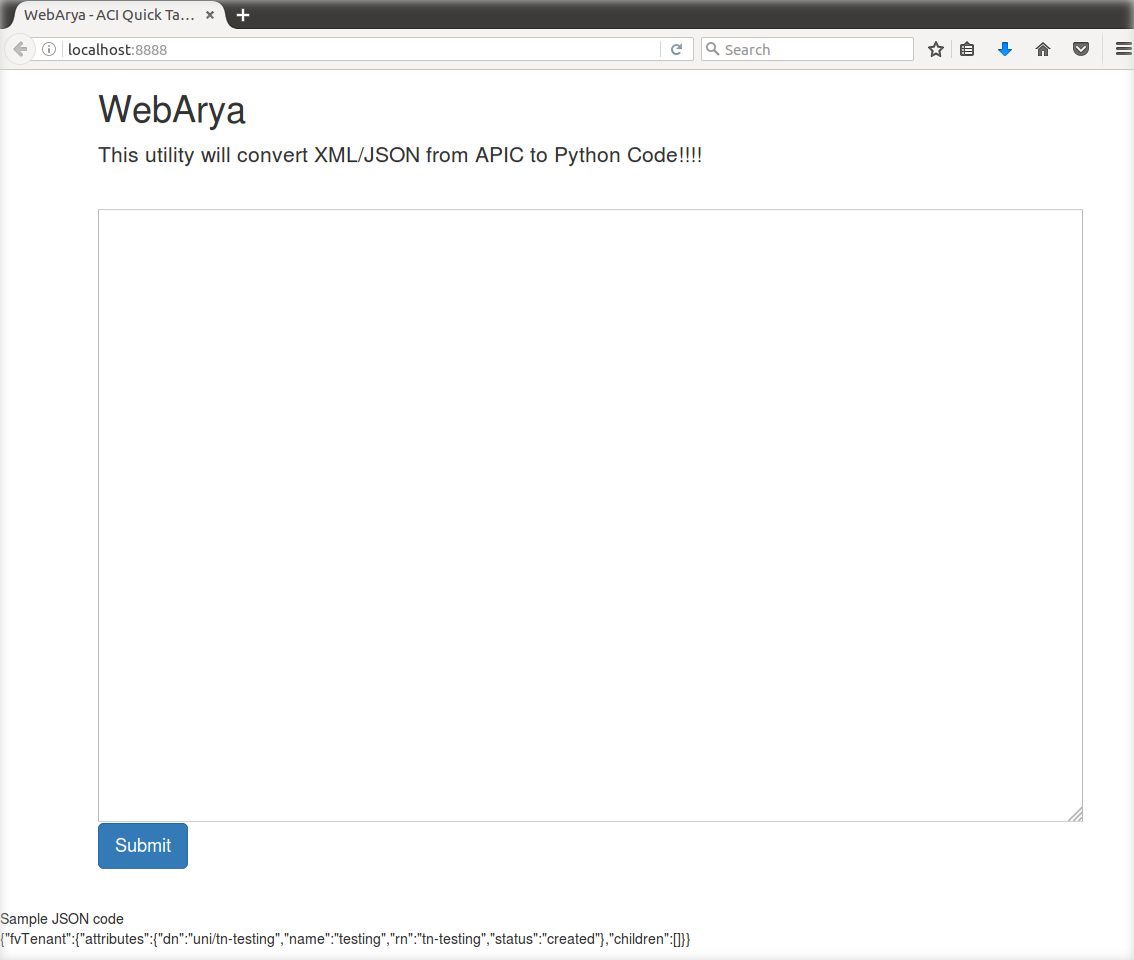 WebArya - ACI Quick Ta...
localhost:8888
Search
WebArya
This utility will convert XML/JSON from APIC to Python Code!!!!
Submit
Sample JSON code
{"fvTenant":{"attributes":{"dn":"uni/tn-testing","name":"testing","rn":"tn-testing","status":"created"},"children":[]}}